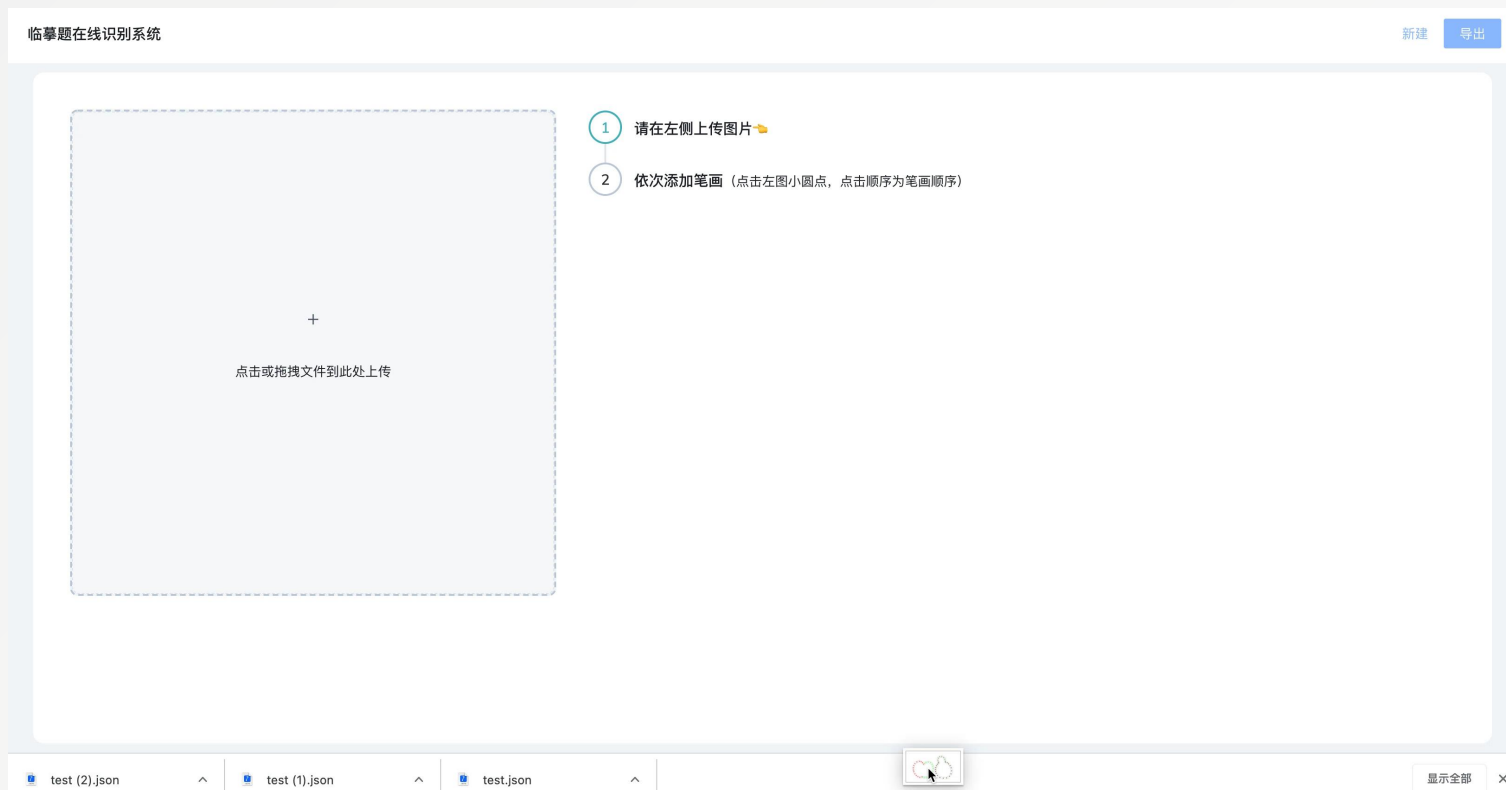 临摹题在线识别系统
新建
导出
1 请在左侧上传图片👈
2 依次添加笔画（点击左图小圆点，点击顺序为笔画顺序）
+
点击或拖拽文件到此处上传
test (2).json
test (1).json
test.json
显示全部